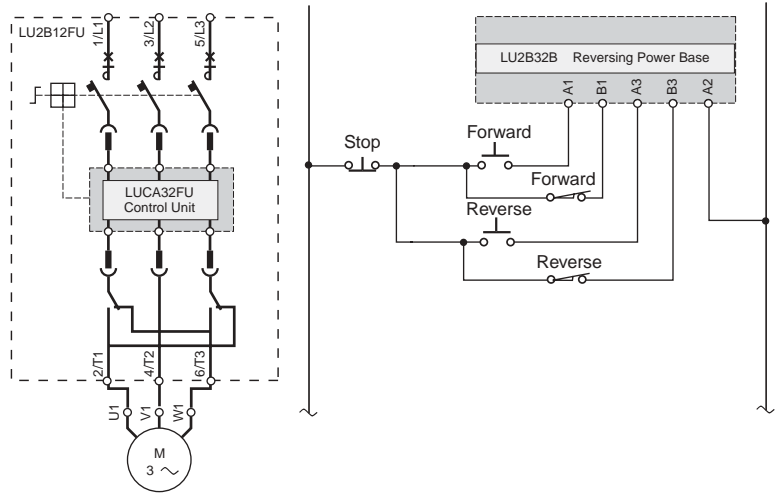 LU2B12FU
1/L1
3/L2
5/L3
LUCA32FU
Control Unit
2/T1
4/T2
6/T3
U1
V1
W1
M
3
LU2B32B Reversing Power Base
A1
B1
A3
B3
A2
Stop
Forward
Forward
Reverse
Reverse